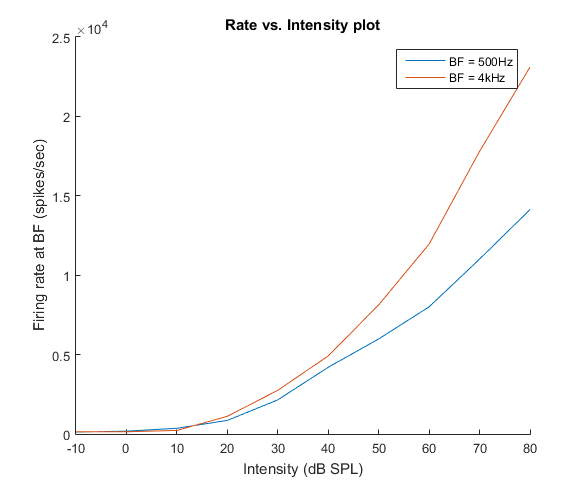 Rate vs. Intensity plot
×10^4
BF = 500Hz
BF = 4kHz
2.5
2
1.5
1
0.5
0
Firing rate at BF (spikes/sec)
-10 0 10 20 30 40 50 60 70 80
Intensity (dB SPL)